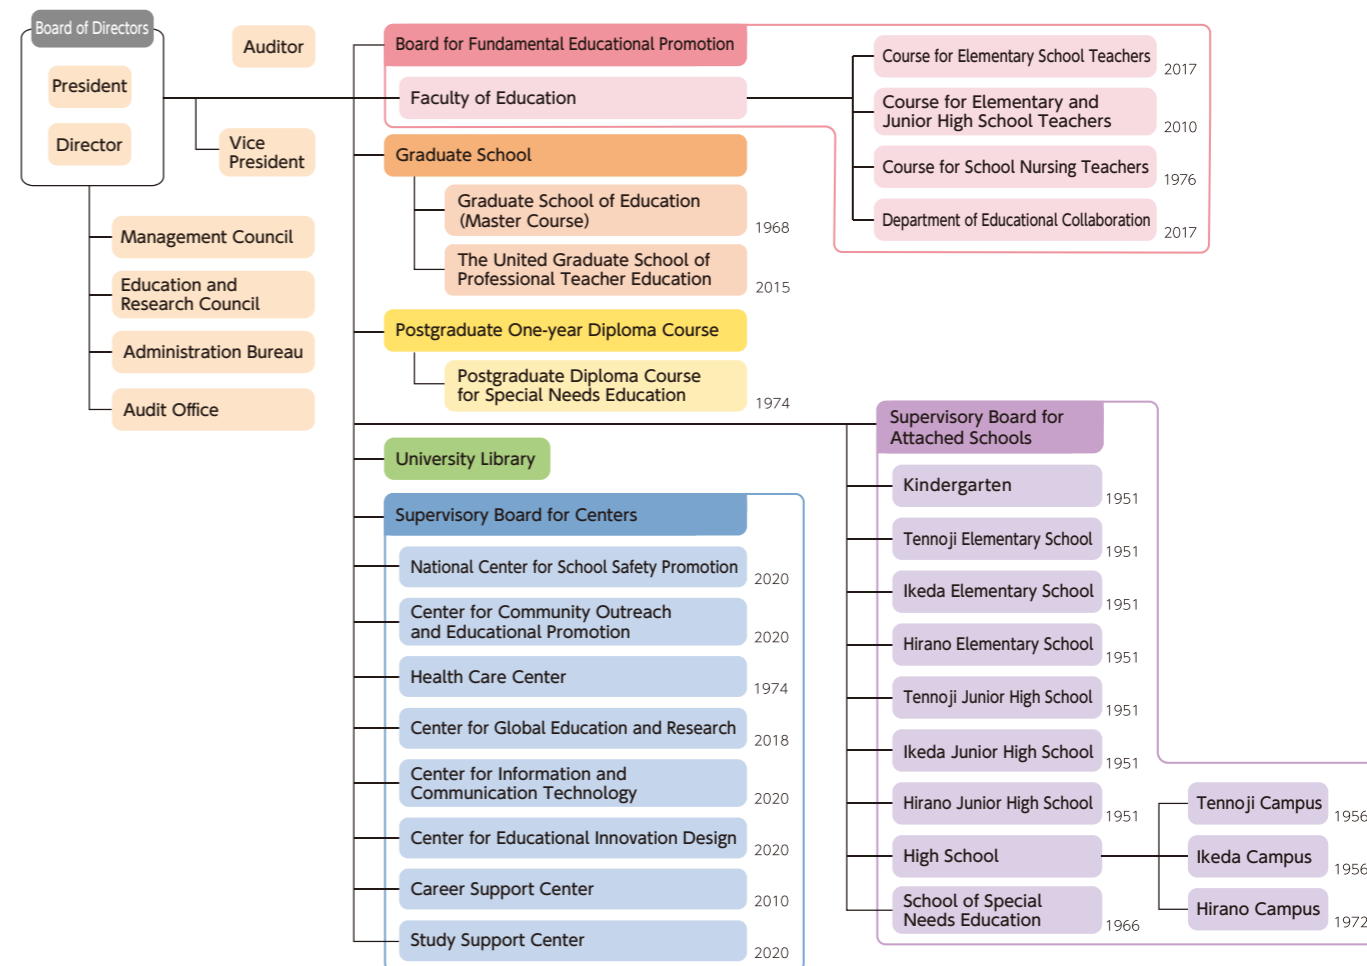 Board of Directors
President
Director
Auditor
Vice
President
Management Council
Education and
Research Council
Administration Bureau
Audit Office
Board for Fundamental Educational Promotion
Faculty of Education
Course for Elementary School Teachers
2017
Course for Elementary and
Junior High School Teachers
2010
Course for School Nursing Teachers
1976
Department of Educational Collaboration
2017
Graduate School
Graduate School of Education
(Master Course)
1968
The United Graduate School of
Professional Teacher Education
2015
Postgraduate One-year Diploma Course
Postgraduate Diploma Course
for Special Needs Education
1974
University Library
Supervisory Board for Centers
National Center for School Safety Promotion
2020
Center for Community Outreach
and Educational Promotion
2020
Health Care Center
1974
Center for Global Education and Research
2018
Center for Information and
Communication Technology
2020
Center for Educational Innovation Design
2020
Career Support Center
2010
Study Support Center
2020
Supervisory Board for
Attached Schools
Kindergarten
1951
Tennoji Elementary School
1951
Ikeda Elementary School
1951
Hirano Elementary School
1951
Tennoji Junior High School
1951
Ikeda Junior High School
1951
Hirano Junior High School
1951
High School
Tennoji Campus
1956
Ikeda Campus
1956
Hirano Campus
1972
School of Special
Needs Education
1966